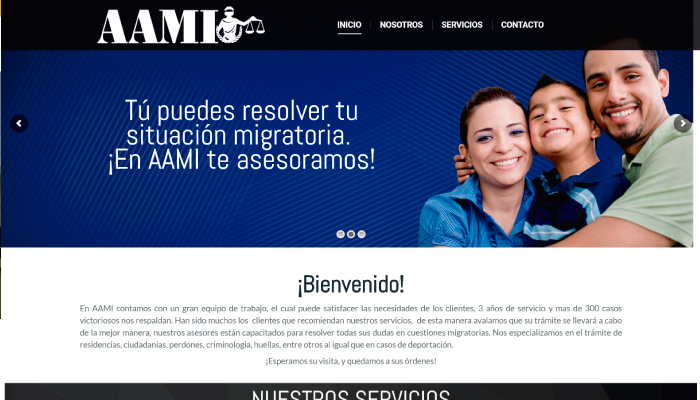 AAMI
INICIO NOSOTROS SERVICIOS CONTACTO
Tú puedes resolver tu
situación migratoria.
¡En AAMI te asesoramos!
¡Bienvenido!
En AAMI contamos con un gran equipo de trabajo, el cual puede satisfacer las necesidades de los clientes, 3 años de servicio y mas de 300 casos
victoriosos nos respaldan. Han sido muchos los clientes que recomiendan nuestros servicios, de esta manera avalamos que su trámite se llevará a cabo
de la mejor manera, nuestros asesores están capacitados para resolver todas sus dudas en cuestiones migratorias. Nos especializamos en el trámite de
residencias, ciudadanías, perdones, criminologia, huellas, entre otros al igual que en casos de deportación.
¡Esperamos su visita, y quedamos a sus órdenes!
NUESTROS SERVICIOS